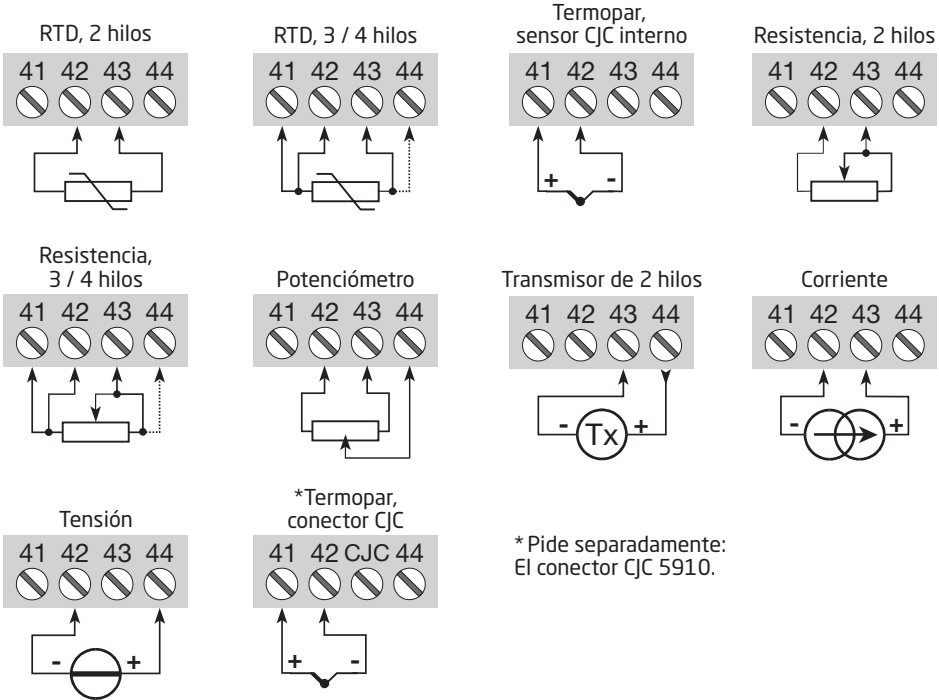 RTD, 2 hilos
41 42 43 44
RTD, 3 / 4 hilos
41 42 43 44
Termopar,
sensor CJC interno
41 42 43 44
+ -
Resistencia, 2 hilos
41 42 43 44
Resistencia,
3 / 4 hilos
41 42 43 44
Potenciómetro
41 42 43 44
Transmisor de 2 hilos
41 42 43 44
- Tx +
Corriente
41 42 43 44
- +
Tensión
41 42 43 44
- +
*Termopar,
conector CJC
41 42 CJC 44
+ -
* Pide separadamente:
El conector CJC 5910.